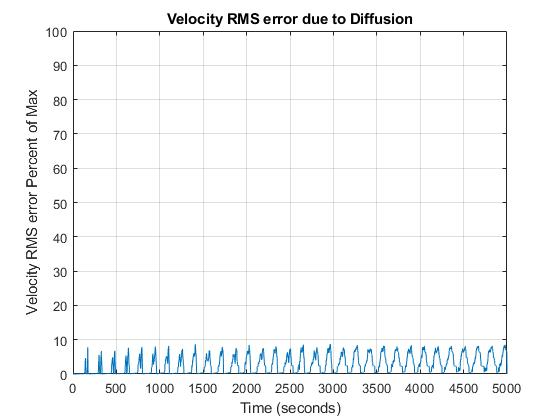 Velocity RMS error due to Diffusion
Velocity RMS error Percent of Max
100
90
80
70
60
50
40
30
20
10
0
0 500 1000 1500 2000 2500 3000 3500 4000 4500 5000
Time (seconds)